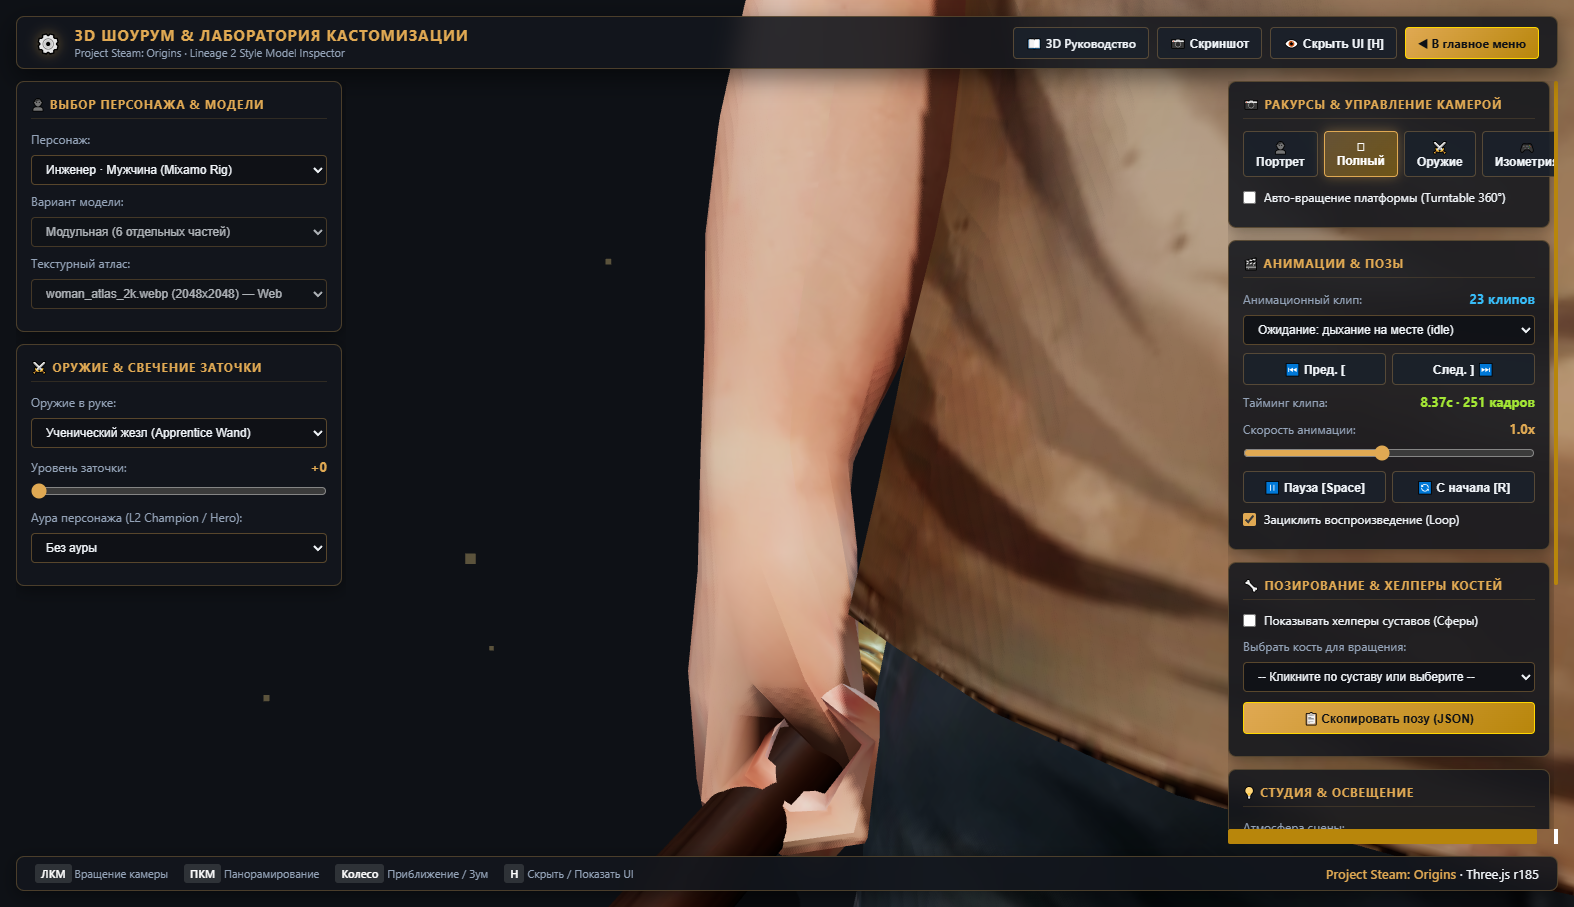 3D ШОУРУМ & ЛАБОРАТОРИЯ КАСТОМИЗАЦИИ
Project Steam: Origins · Lineage 2 Style Model Inspector
3D Руководство
Скриншот
Скрыть UI [H]
◀ В главное меню
ВЫБОР ПЕРСОНАЖА & МОДЕЛИ
Персонаж:
Инженер · Мужчина (Mixamo Rig)
Вариант модели:
Модульная (6 отдельных частей)
Текстурный атлас:
woman_atlas_2k.webp (2048x2048) — Web
ОРУЖИЕ & СВЕЧЕНИЕ ЗАТОЧКИ
Оружие в руке:
Ученический жезл (Apprentice Wand)
Уровень заточки:
+0
Аура персонажа (L2 Champion / Hero):
Без ауры
РАКУРСЫ & УПРАВЛЕНИЕ КАМЕРОЙ
Портрет
Полный
Оружие
Изометрия
Авто-вращение платформы (Turntable 360°)
АНИМАЦИИ & ПОЗЫ
Анимационный клип:
23 клипов
Ожидание: дыхание на месте (idle)
Пред. [
След. ]
Тайминг клипа:
8.37с · 251 кадров
Скорость анимации:
1.0x
Пауза [Space]
С начала [R]
Зациклить воспроизведение (Loop)
ПОЗИРОВАНИЕ & ХЕЛПЕРЫ КОСТЕЙ
Показывать хелперы суставов (Сферы)
Выбрать кость для вращения:
-- Кликните по суставу или выберите --
Скопировать позу (JSON)
СТУДИЯ & ОСВЕЩЕНИЕ
Атмосфера сцены:
ЛКМ Вращение камеры
ПКМ Панорамирование
Колесо Приближение / Зум
H Скрыть / Показать UI
Project Steam: Origins · Three.js r185